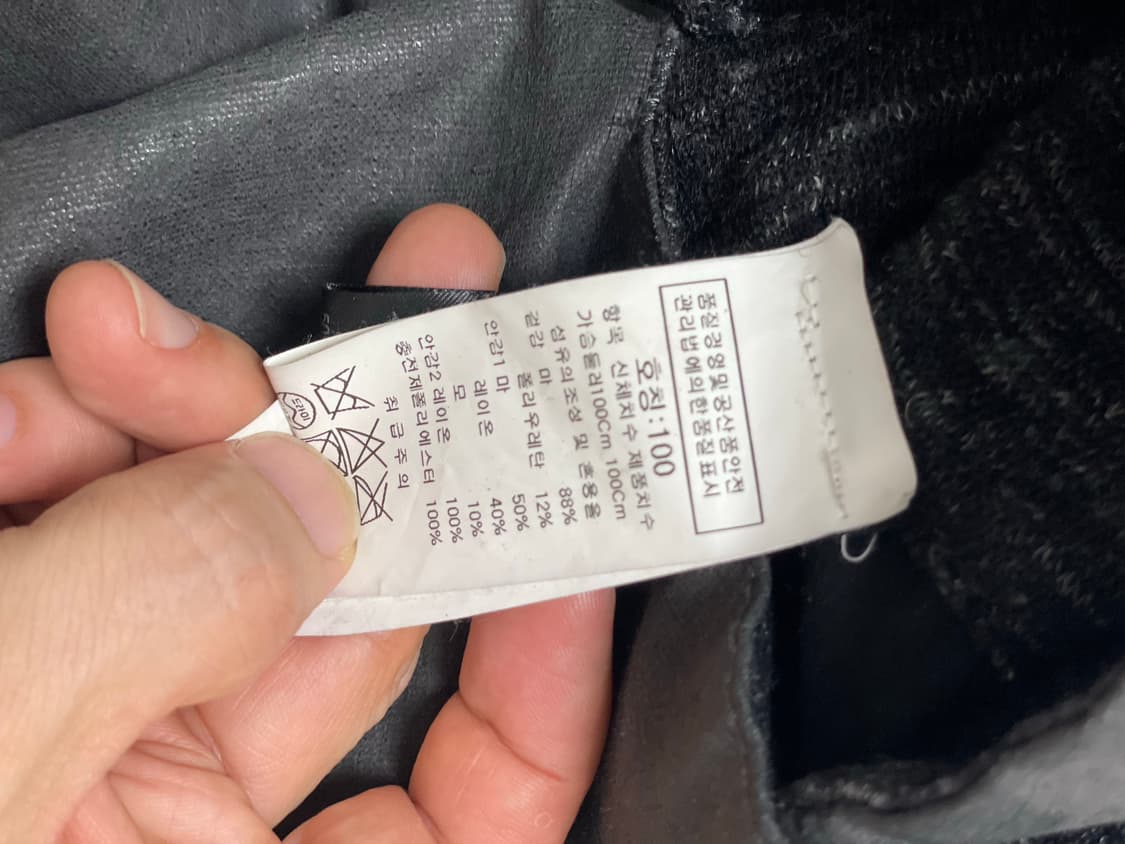 품질경영및공산품안전
관리법에의한품질표시
호칭:100
항목 신체치수 제품치수
가슴둘레100Cm 100Cm
섬유의조성 및 혼용율
겉감 마 88%
폴리우레탄 12%
안감1 마 50%
레이온 40%
모 10%
안감2 레이온 100%
충전제폴리에스터 100%
취급주의